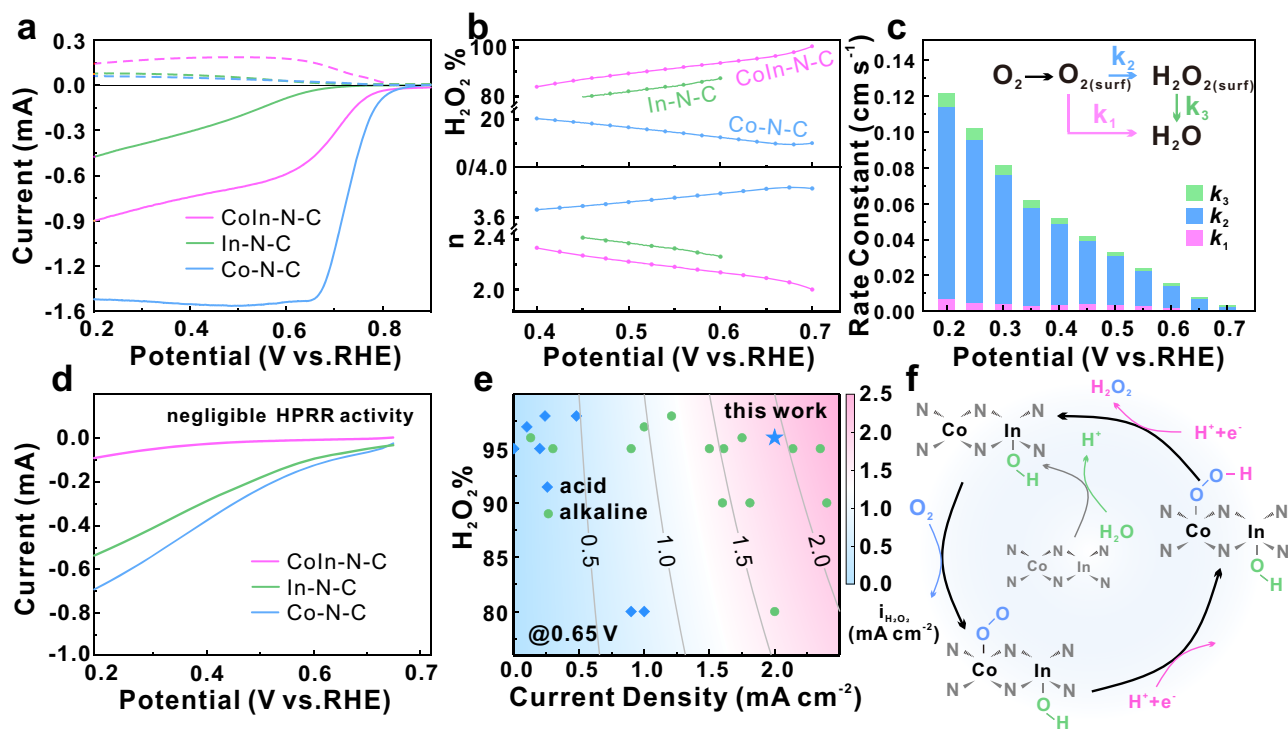 a
0.3
0.0
-0.3
-0.6
-0.9
-1.2
-1.6
Current (mA)
CoIn-N-C
In-N-C
Co-N-C
0.2
0.4
0.6
0.8
Potential (V vs.RHE)
b
100
80
20
0/4.0
3.6
2.4
2.0
H2O2 %
n
CoIn-N-C
In-N-C
Co-N-C
0.4
0.5
0.6
0.7
Potential (V vs.RHE)
c
0.12
0.10
0.08
0.06
0.04
0.02
0.00
Rate Constant (cm s-1)
O2
O2(surf)
k2
H2O2(surf)
k1
k3
H2O
k3
k2
k1
0.2
0.3
0.4
0.5
0.6
0.7
Potential (V vs.RHE)
d
negligible HPRR activity
0.0
-0.2
-0.4
-0.6
-0.8
-1.0
Current (mA)
CoIn-N-C
In-N-C
Co-N-C
0.2
0.4
0.6
0.7
Potential (V vs.RHE)
e
this work
95
90
85
80
H2O2%
acid
alkaline
0.5
1.0
1.5
2.0
@0.65 V
0.0
0.5
1.0
1.5
2.0
Current Density (mA cm-2)
2.5
2.0
1.5
1.0
0.5
0.0
iH2O2
(mA cm-2)
f
H2O2
H++e-
N
N
N
Co
In
N
N
N
O
H
H+
H2O
O2
N
N
N
Co
In
N
N
N
O
O
H
N
N
N
Co
In
N
N
N
O
H
O
O
N
N
N
Co
In
N
N
N
O
H
H++e-